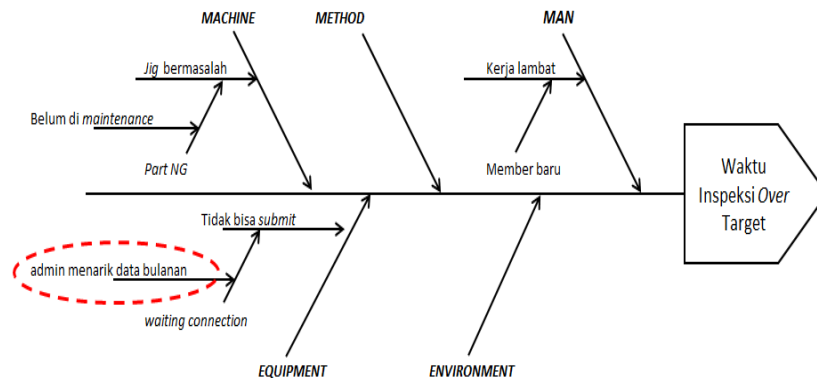 MACHINE
METHOD
MAN
Jig bermasalah
Kerja lambat
Belum di maintenance
Part NG
Member baru
Waktu
Inspeksi Over
Target
Tidak bisa submit
admin menarik data bulanan
waiting connection
EQUIPMENT
ENVIRONMENT